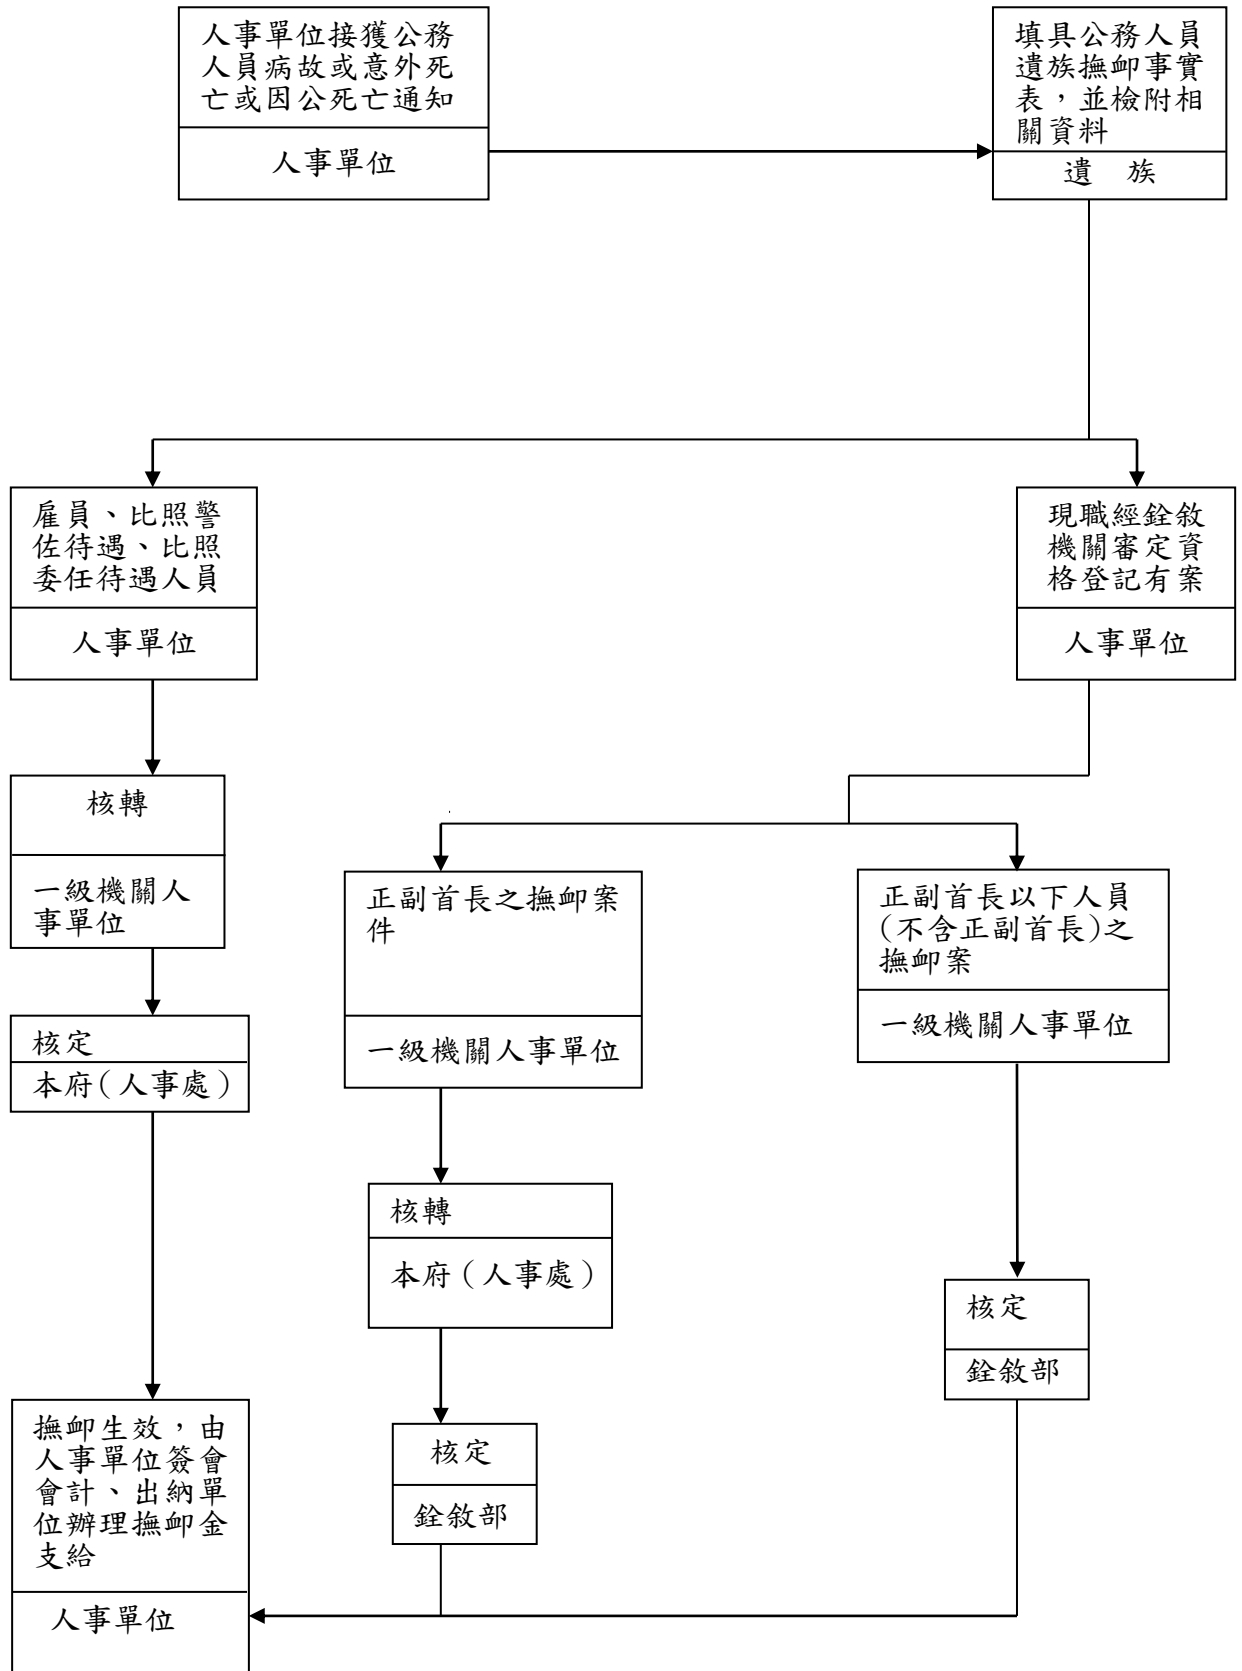 人事單位接獲公務
人員病故或意外死
亡或因公死亡通知
人事單位
填具公務人員
遺族撫卹事實
表，並檢附相
關資料
遺　族
雇員、比照警
佐待遇、比照
委任待遇人員
人事單位
現職經銓敘
機關審定資
格登記有案
人事單位
核轉
一級機關人
事單位
正副首長之撫卹案
件
一級機關人事單位
正副首長以下人員
(不含正副首長)之
撫卹案
一級機關人事單位
核定
本府(人事處)
核轉
本府（人事處）
核定
銓敘部
撫卹生效，由
人事單位簽會
會計、出納單
位辦理撫卹金
支給
人事單位
核定
銓敘部